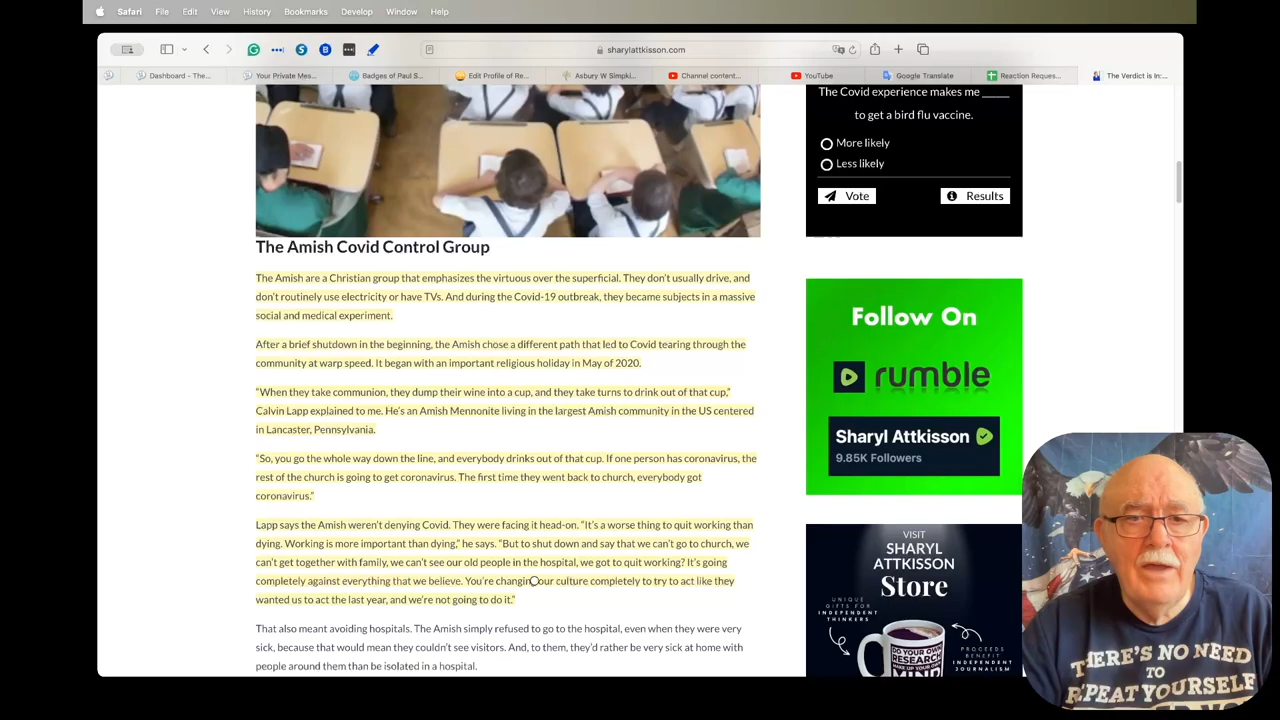 Safari File Edit View History Bookmarks Develop Window Help
sharylattkisson.com
Dashboard - The... Your Private Mes... Badges of Paul S... Edit Profile of Re... Asbury W Simpki... Channel content... YouTube Google Translate Reaction Reques... The Verdict is In:...
The Covid experience makes me _____
to get a bird flu vaccine.
More likely
Less likely
Vote Results
The Amish Covid Control Group
The Amish are a Christian group that emphasizes the virtuous over the superficial. They don't usually drive, and
don't routinely use electricity or have TVs. And during the Covid-19 outbreak, they became subjects in a massive
social and medical experiment.
After a brief shutdown in the beginning, the Amish chose a different path that led to Covid tearing through the
community at warp speed. It began with an important religious holiday in May of 2020.
“When they take communion, they dump their wine into a cup, and they take turns to drink out of that cup,”
Calvin Lapp explained to me. He's an Amish Mennonite living in the largest Amish community in the US centered
in Lancaster, Pennsylvania.
“So, you go the whole way down the line, and everybody drinks out of that cup. If one person has coronavirus, the
rest of the church is going to get coronavirus. The first time they went back to church, everybody got
coronavirus.”
Lapp says the Amish weren't denying Covid. They were facing it head-on. “It's a worse thing to quit working than
dying. Working is more important than dying,” he says. “But to shut down and say that we can't go to church, we
can't get together with family, we can't see our old people in the hospital, we got to quit working? It's going
completely against everything that we believe. You're changing our culture completely to try to act like they
wanted us to act the last year, and we're not going to do it.”
That also meant avoiding hospitals. The Amish simply refused to go to the hospital, even when they were very
sick, because that would mean they couldn't see visitors. And, to them, they'd rather be very sick at home with
people around them than be isolated in a hospital.
Follow On
rumble
Sharyl Attkisson
9.85K Followers
VISIT
SHARYL
ATTKISSON
Store
UNIQUE
GIFTS FOR
INDEPENDENT
THINKERS
PROCEEDS
BENEFIT
INDEPENDENT
JOURNALISM
DO YOUR OWN
RESEARCH
MAKE UP YOUR OWN
MIND
THERE'S NO NEED
TO
REPEAT YOURSELF